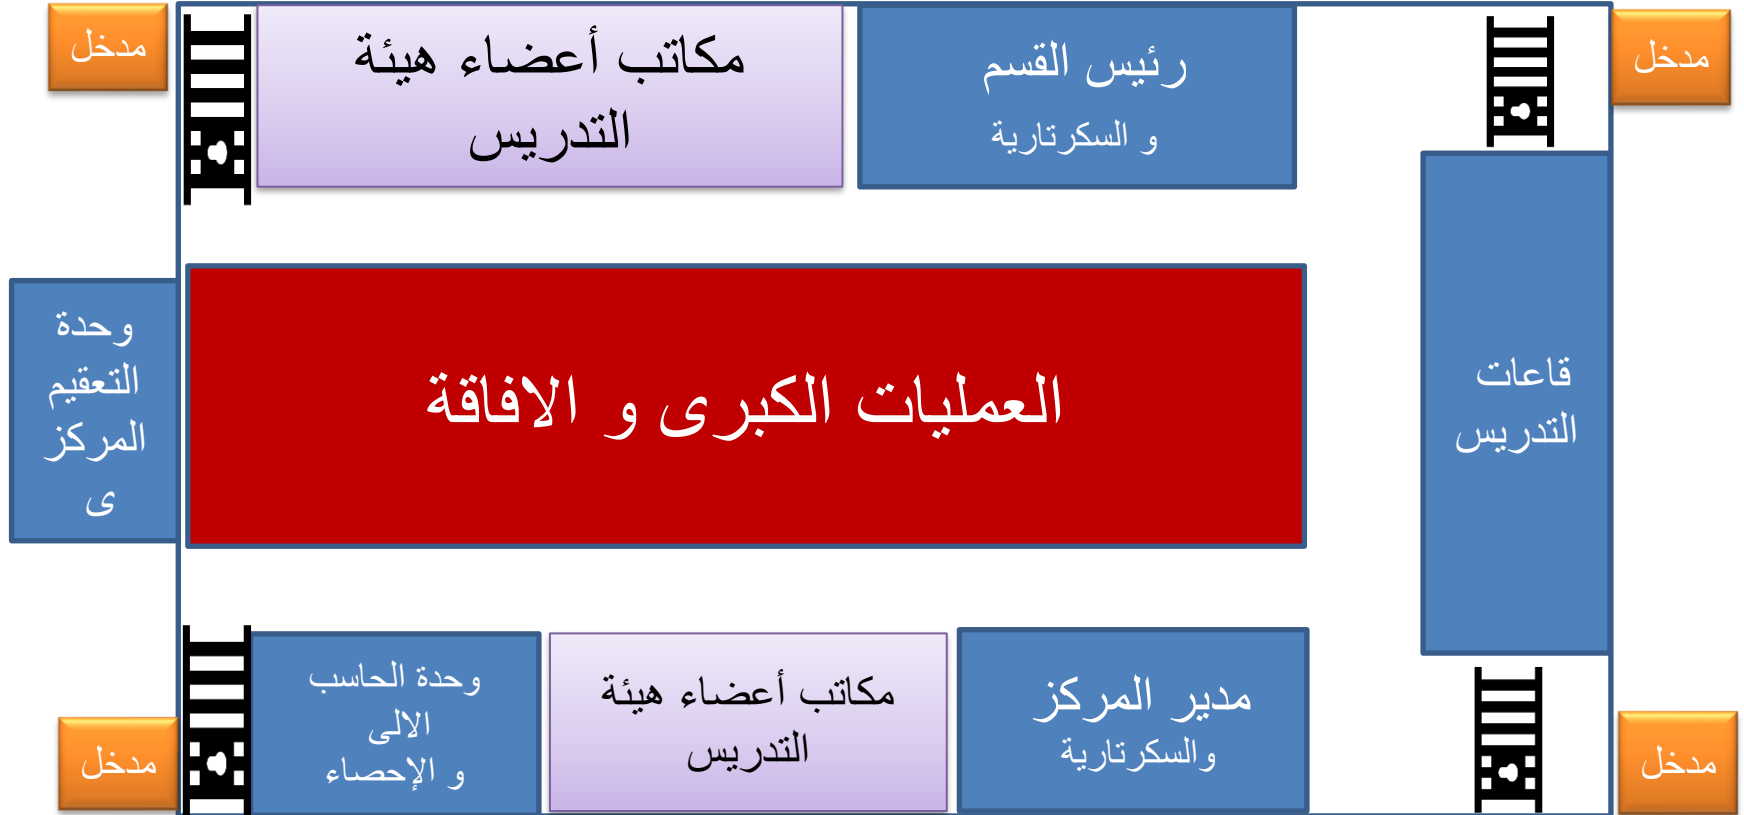 مدخل
رئيس القسم
و السكرتارية
مكاتب أعضاء هيئة
التدريس
مدخل
قاعات
التدريس
العمليات الكبرى و الافاقة
وحدة
التعقيم
المركز
ى
مدخل
مدير المركز
والسكرتارية
مكاتب أعضاء هيئة
التدريس
وحدة الحاسب
الالى
و الإحصاء
مدخل